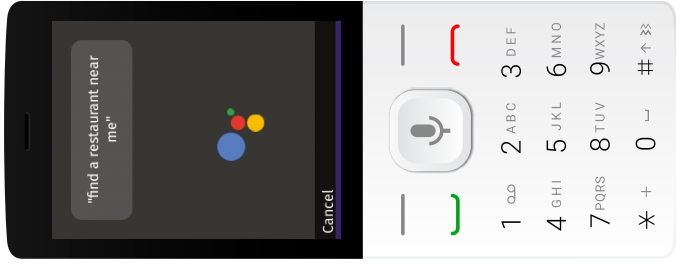 "find a restaurant near
me"
Cancel
1
2 ABC
3 DEF
4 GHI
5 JKL
6 MNO
7 PQRS
8 TUV
9 WXYZ
* +
0 ⎵
# ↑